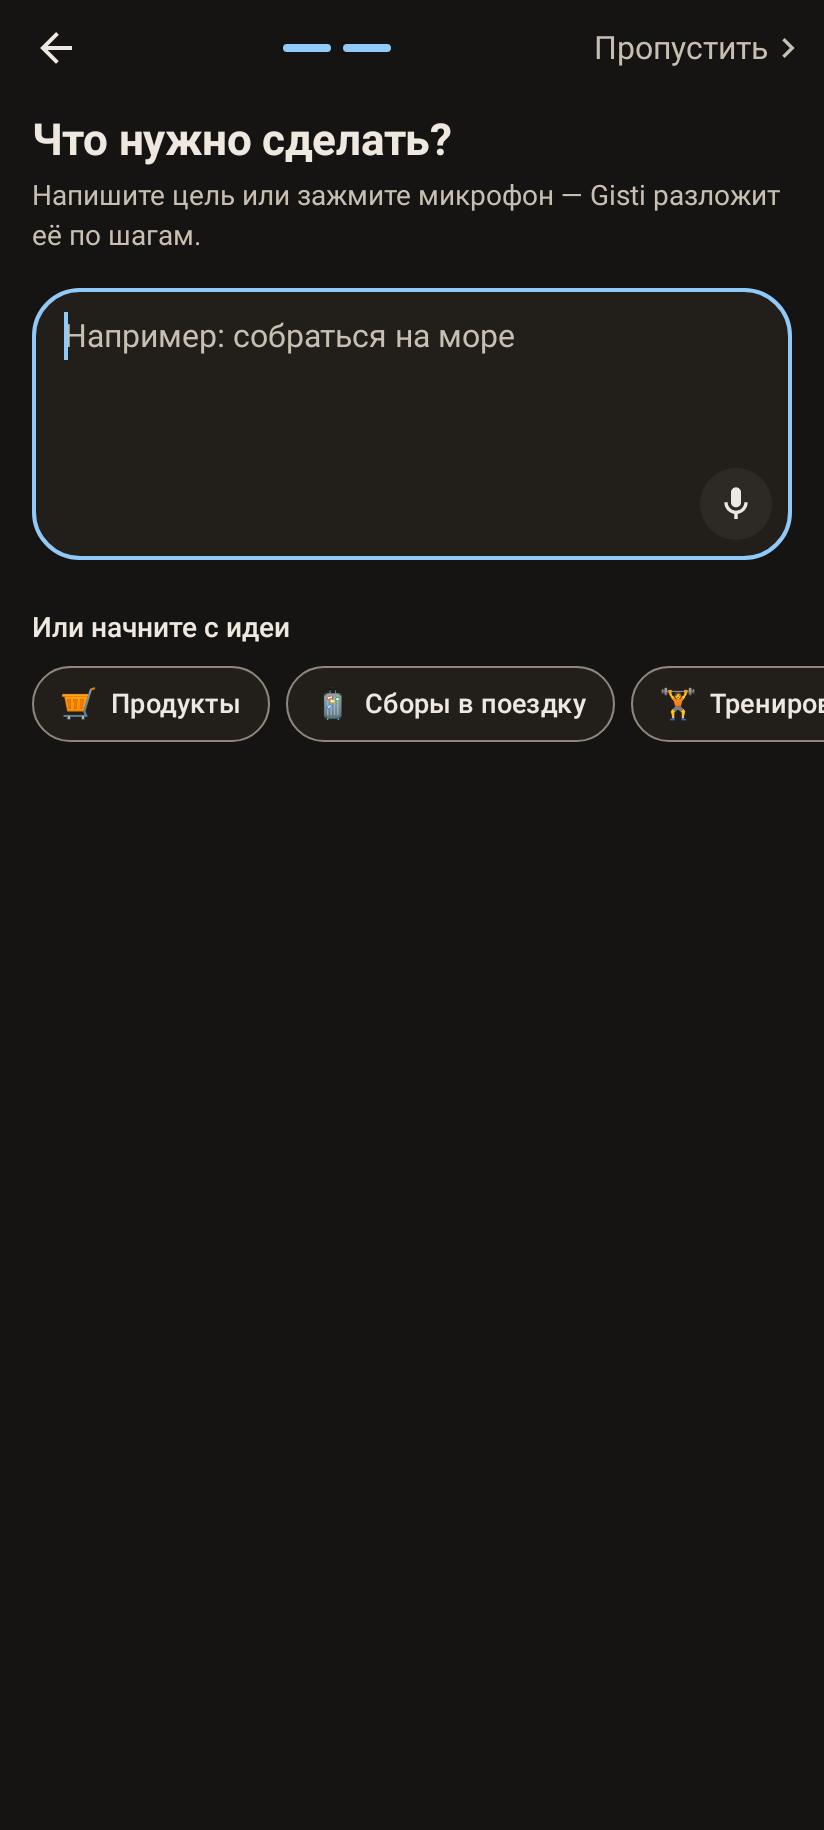 Пропустить
Что нужно сделать?
Напишите цель или зажмите микрофон — Gisti разложит
её по шагам.
Например: собраться на море
Или начните с идеи
Продукты
Сборы в поездку
Трениров